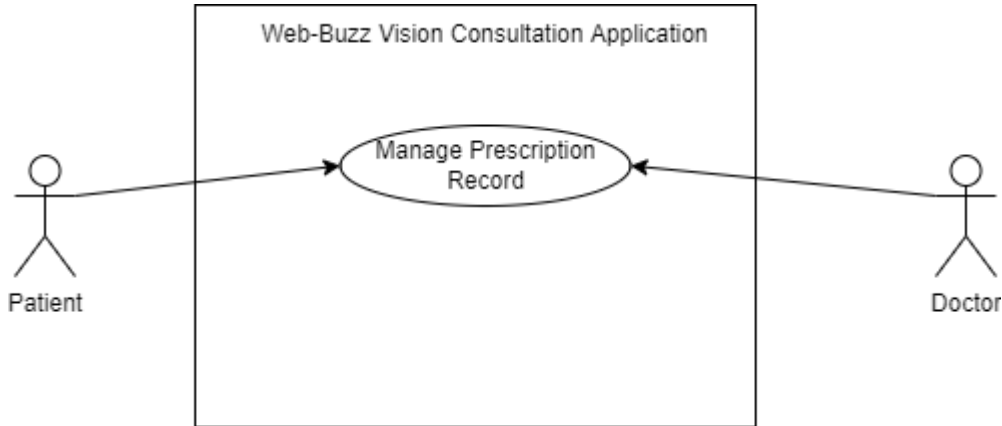 Web-Buzz Vision Consultation Application
Manage Prescription
Record
Patient
Doctor